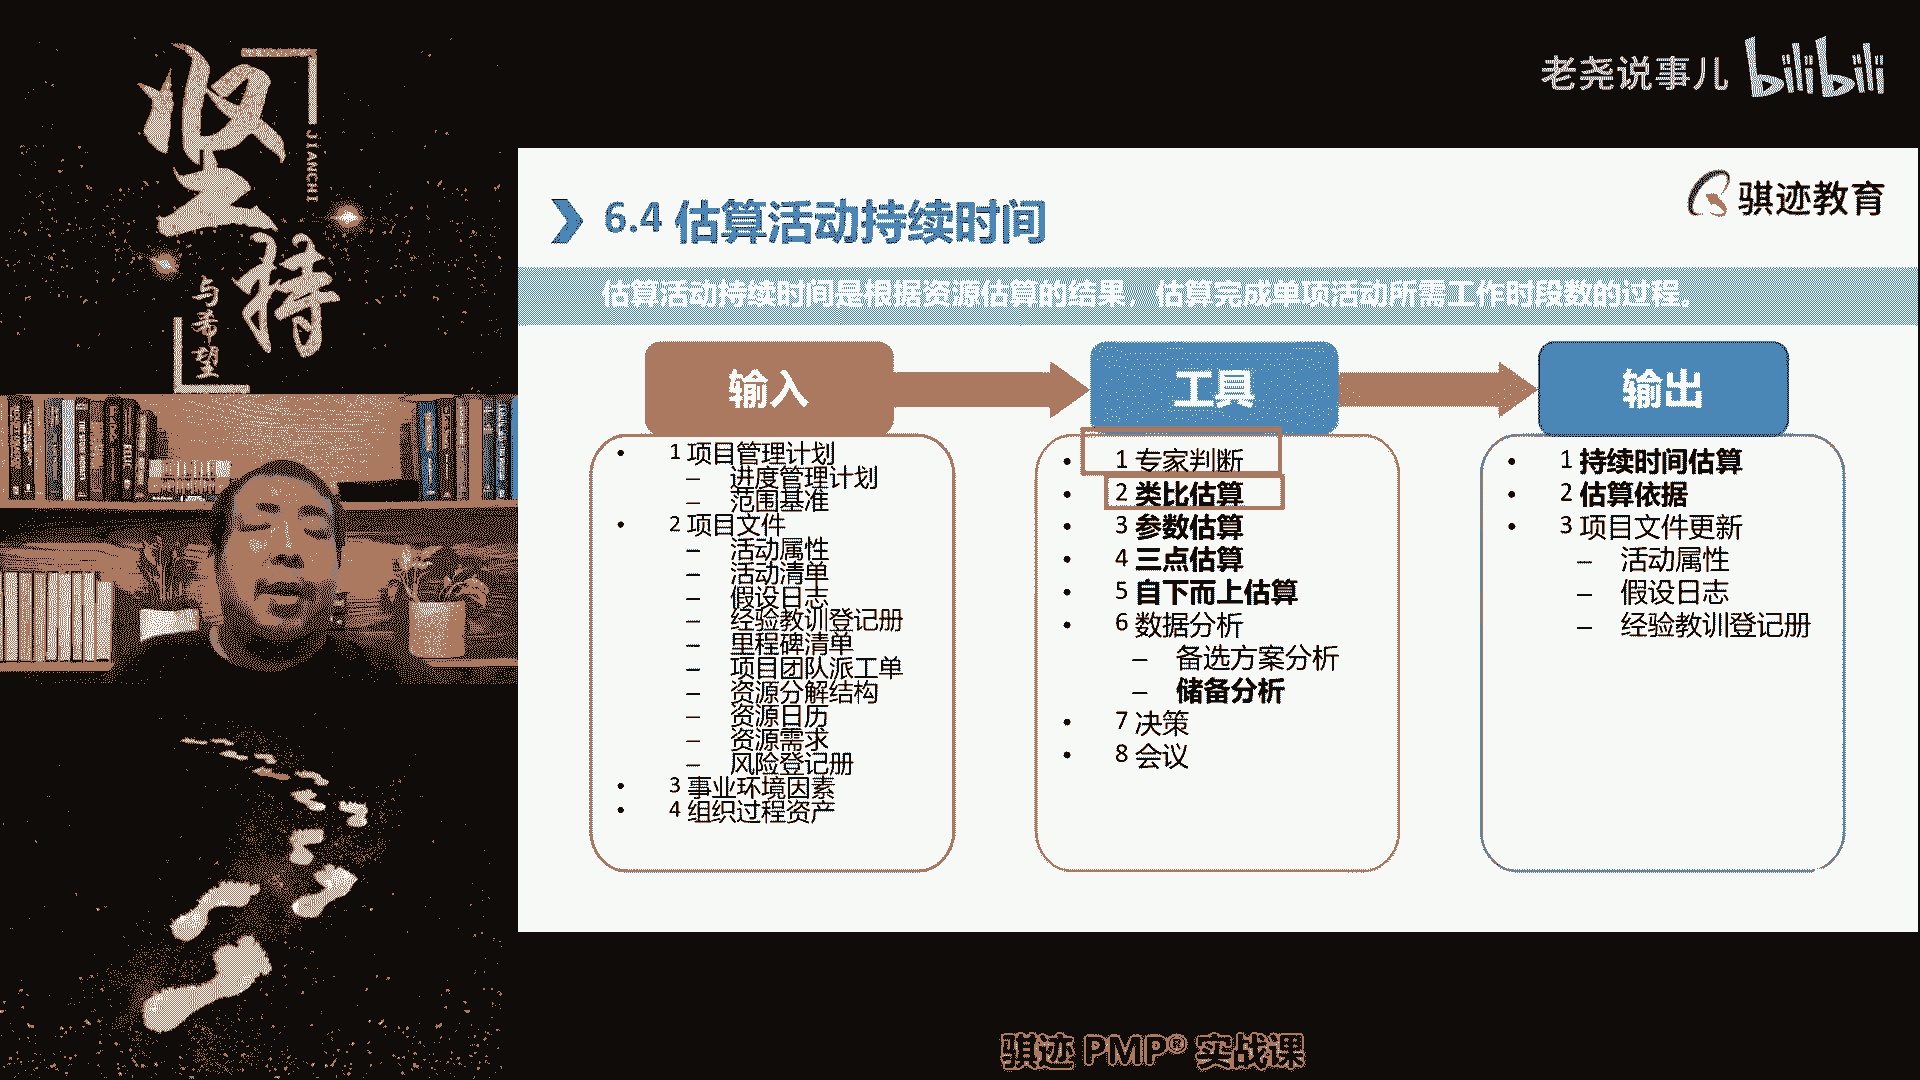 坚持
JIANCHI
与希望
老尧说事儿 bilibili
骐迹教育
6.4 估算活动持续时间
估算活动持续时间是根据资源估算的结果，估算完成单项活动所需工作时段数的过程。
输入
• 1 项目管理计划
– 进度管理计划
– 范围基准
• 2 项目文件
– 活动属性
– 活动清单
– 假设日志
– 经验教训登记册
– 里程碑清单
– 项目团队派工单
– 资源分解结构
– 资源日历
– 资源需求
– 风险登记册
• 3 事业环境因素
• 4 组织过程资产
工具
• 1 专家判断
• 2 类比估算
• 3 参数估算
• 4 三点估算
• 5 自下而上估算
• 6 数据分析
– 备选方案分析
– 储备分析
• 7 决策
• 8 会议
输出
• 1 持续时间估算
• 2 估算依据
• 3 项目文件更新
– 活动属性
– 假设日志
– 经验教训登记册
骐迹 PMP® 实战课